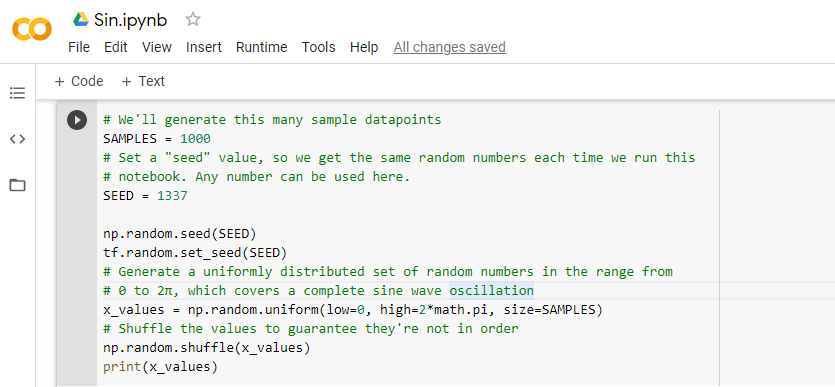 Sin.ipynb
File Edit View Insert Runtime Tools Help All changes saved
+ Code + Text
# We'll generate this many sample datapoints
SAMPLES = 1000
# Set a "seed" value, so we get the same random numbers each time we run this
# notebook. Any number can be used here.
SEED = 1337
np.random.seed(SEED)
tf.random.set_seed(SEED)
# Generate a uniformly distributed set of random numbers in the range from
# 0 to 2π, which covers a complete sine wave oscillation
x_values = np.random.uniform(low=0, high=2*math.pi, size=SAMPLES)
# Shuffle the values to guarantee they're not in order
np.random.shuffle(x_values)
print(x_values)